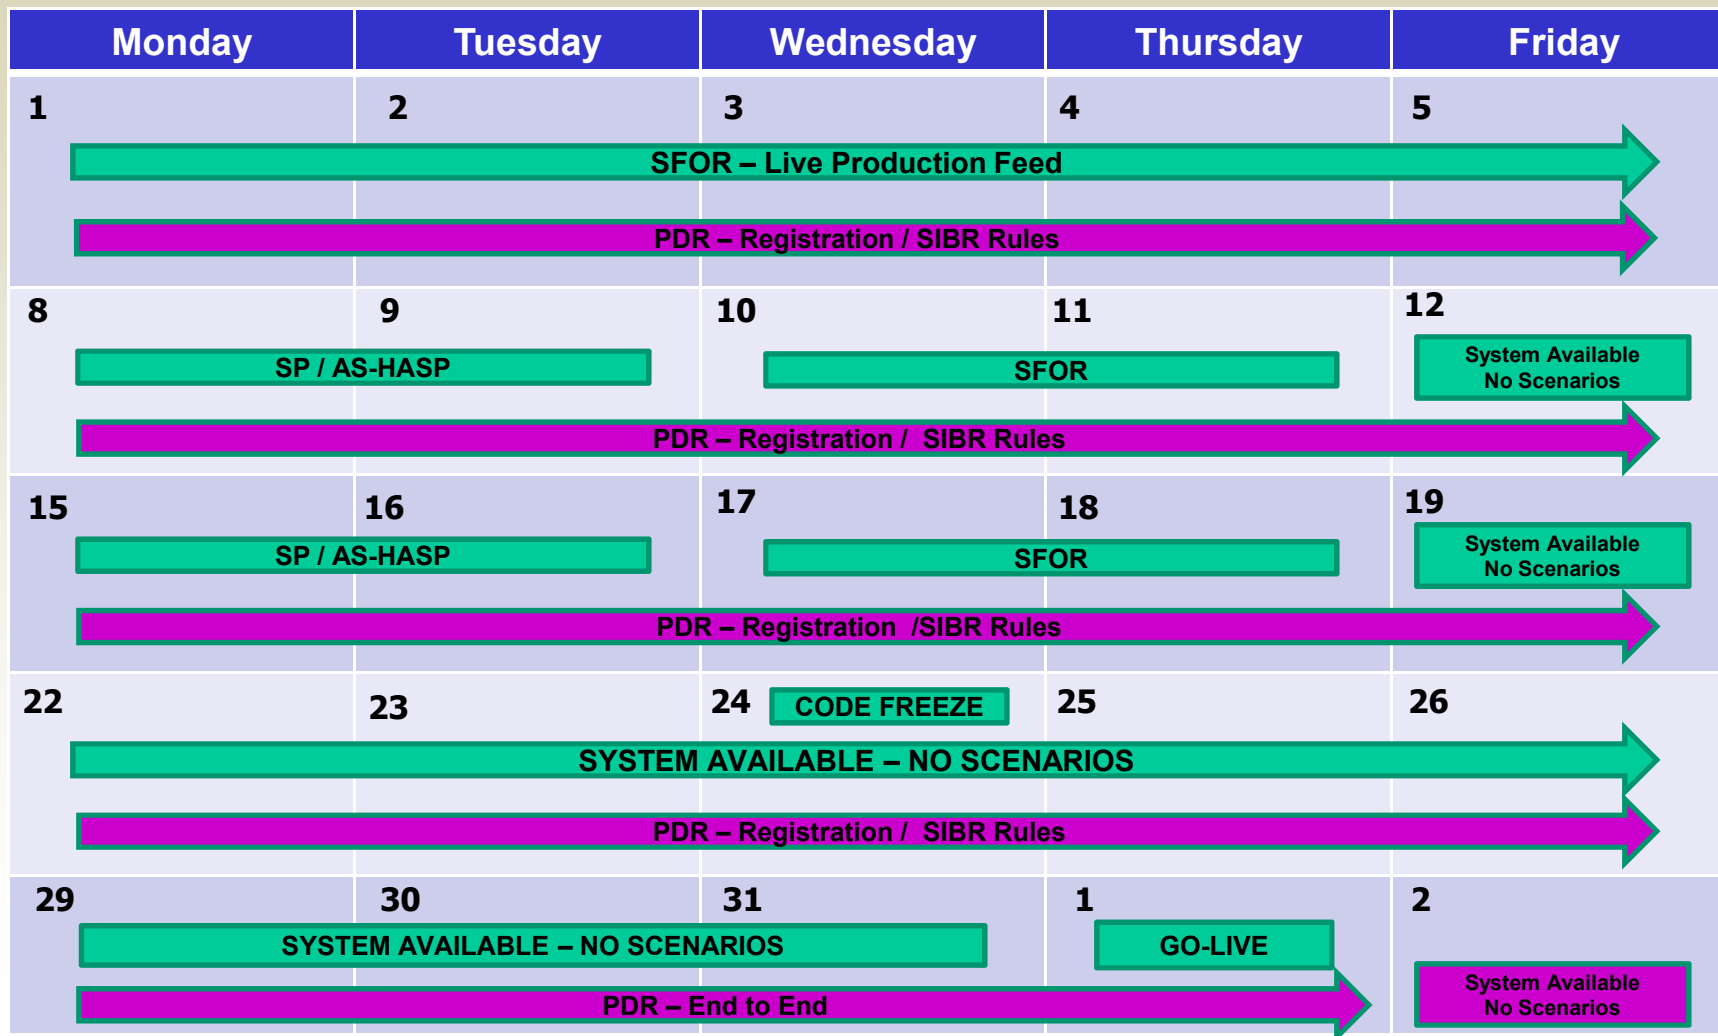 Monday Tuesday Wednesday Thursday Friday
1 2 3 4 5
SFOR – Live Production Feed
PDR – Registration / SIBR Rules
8 9 10 11 12
SP / AS-HASP
SFOR
System Available
No Scenarios
PDR – Registration / SIBR Rules
15 16 17 18 19
SP / AS-HASP
SFOR
System Available
No Scenarios
PDR – Registration /SIBR Rules
22 23 24 CODE FREEZE 25 26
SYSTEM AVAILABLE – NO SCENARIOS
PDR – Registration / SIBR Rules
29 30 31 1 2
SYSTEM AVAILABLE – NO SCENARIOS
GO-LIVE
PDR – End to End
System Available
No Scenarios